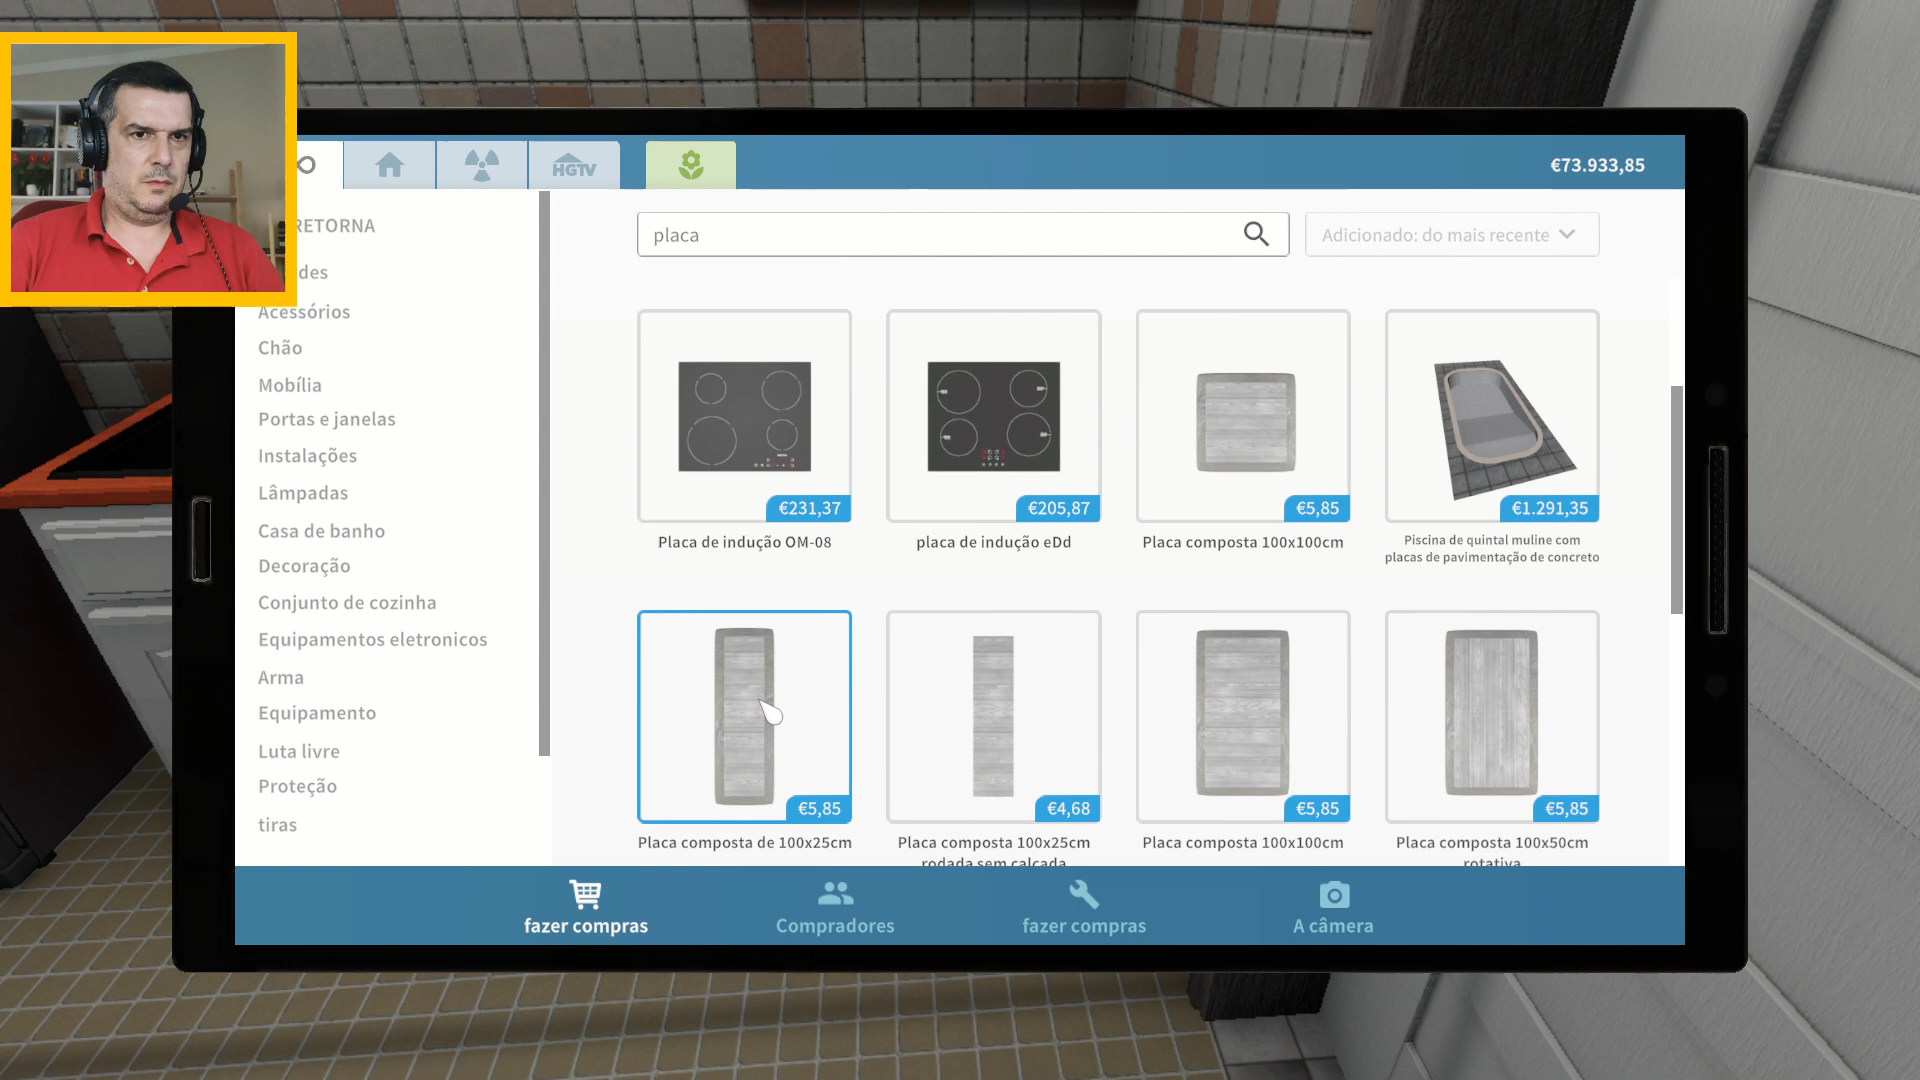 HGTV
€73.933,85
RETORNA
placa
Adicionado: do mais recente
des
Acessórios
Chão
Mobília
Portas e janelas
Instalações
Lâmpadas
Casa de banho
Decoração
Conjunto de cozinha
Equipamentos eletronicos
Arma
Equipamento
Luta livre
Proteção
tiras
€231,37
€205,87
€5,85
€1.291,35
Placa de indução OM-08
placa de indução eDd
Placa composta 100x100cm
Piscina de quintal muline com
placas de pavimentação de concreto
€5,85
€4,68
€5,85
€5,85
Placa composta de 100x25cm
Placa composta 100x25cm
rodada sem calçada
Placa composta 100x100cm
Placa composta 100x50cm
rotativa
fazer compras
Compradores
fazer compras
A câmera